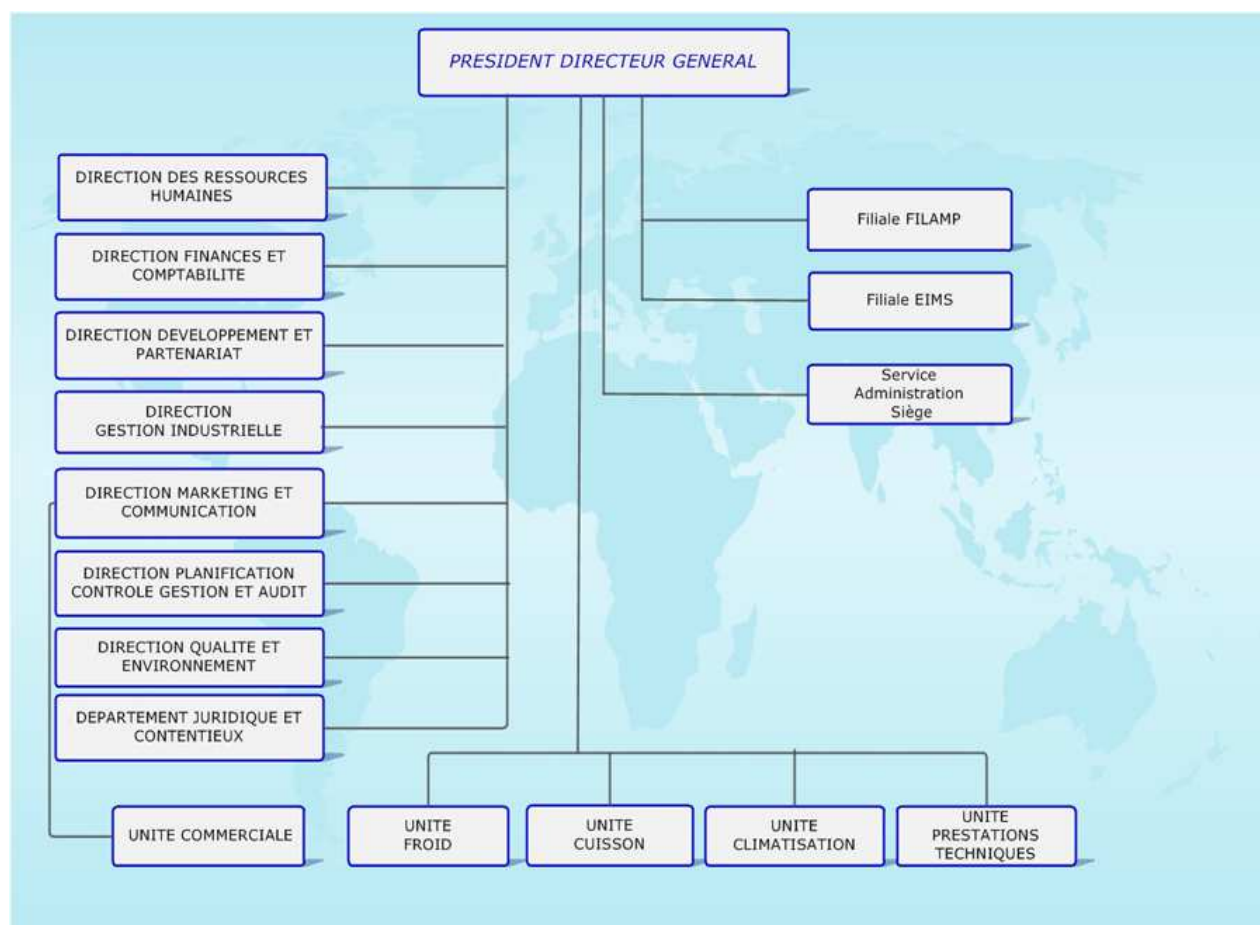 PRESIDENT DIRECTEUR GENERAL
DIRECTION DES RESSOURCES
HUMAINES
DIRECTION FINANCES ET
COMPTABILITE
DIRECTION DEVELOPPEMENT ET
PARTENARIAT
DIRECTION
GESTION INDUSTRIELLE
DIRECTION MARKETING ET
COMMUNICATION
DIRECTION PLANIFICATION
CONTROLE GESTION ET AUDIT
DIRECTION QUALITE ET
ENVIRONNEMENT
DEPARTEMENT JURIDIQUE ET
CONTENTIEUX
Filiale FILAMP
Filiale EIMS
Service
Administration
Siège
UNITE COMMERCIALE
UNITE
FROID
UNITE
CUISSON
UNITE
CLIMATISATION
UNITE
PRESTATIONS
TECHNIQUES